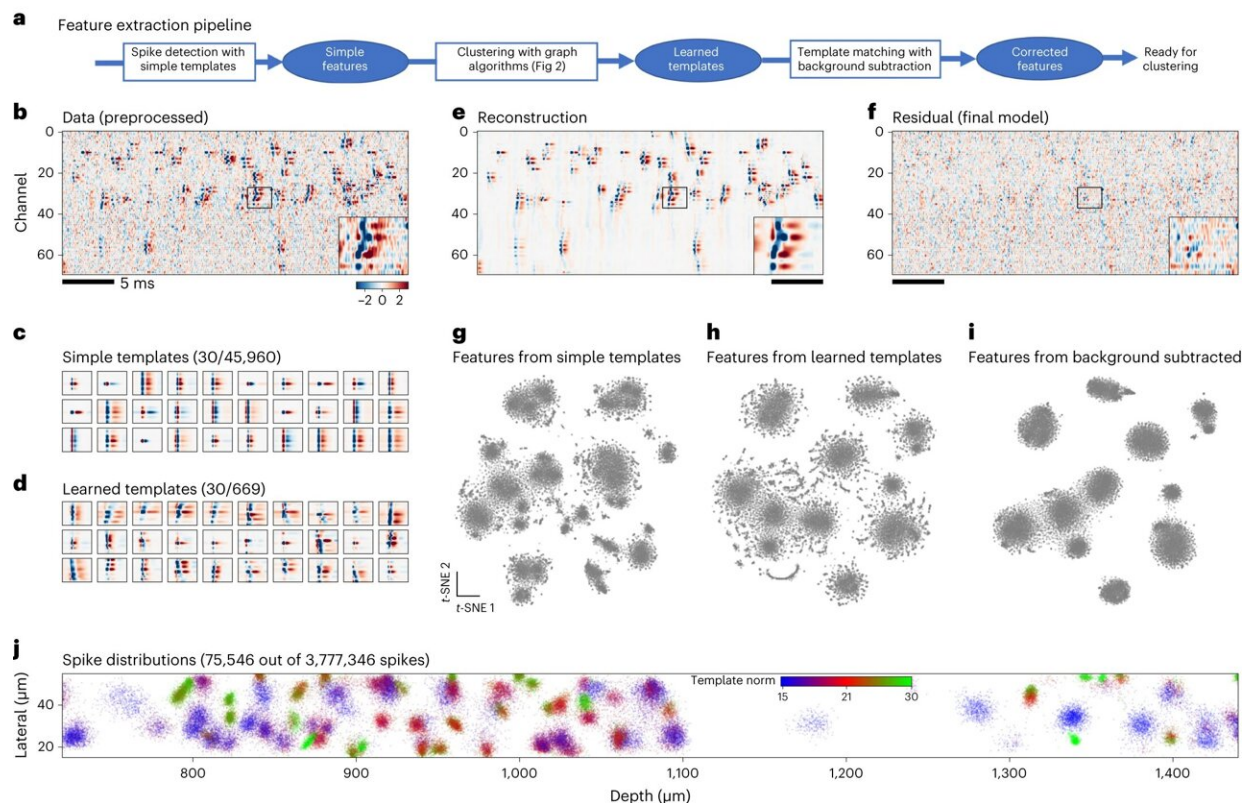 a
Feature extraction pipeline
Spike detection with
simple templates
Simple
features
Clustering with graph
algorithms (Fig 2)
Learned
templates
Template matching with
background subtraction
Corrected
features
Ready for
clustering
b
Data (preprocessed)
Channel
0
20
40
60
5 ms
−2 0 2
e
Reconstruction
0
20
40
60
f
Residual (final model)
0
20
40
60
c
Simple templates (30/45,960)
d
Learned templates (30/669)
g
Features from simple templates
t-SNE 2
t-SNE 1
h
Features from learned templates
i
Features from background subtracted
j
Spike distributions (75,546 out of 3,777,346 spikes)
Template norm
15 21 30
Lateral (µm)
40
20
800 900 1,000 1,100 1,200 1,300 1,400
Depth (µm)